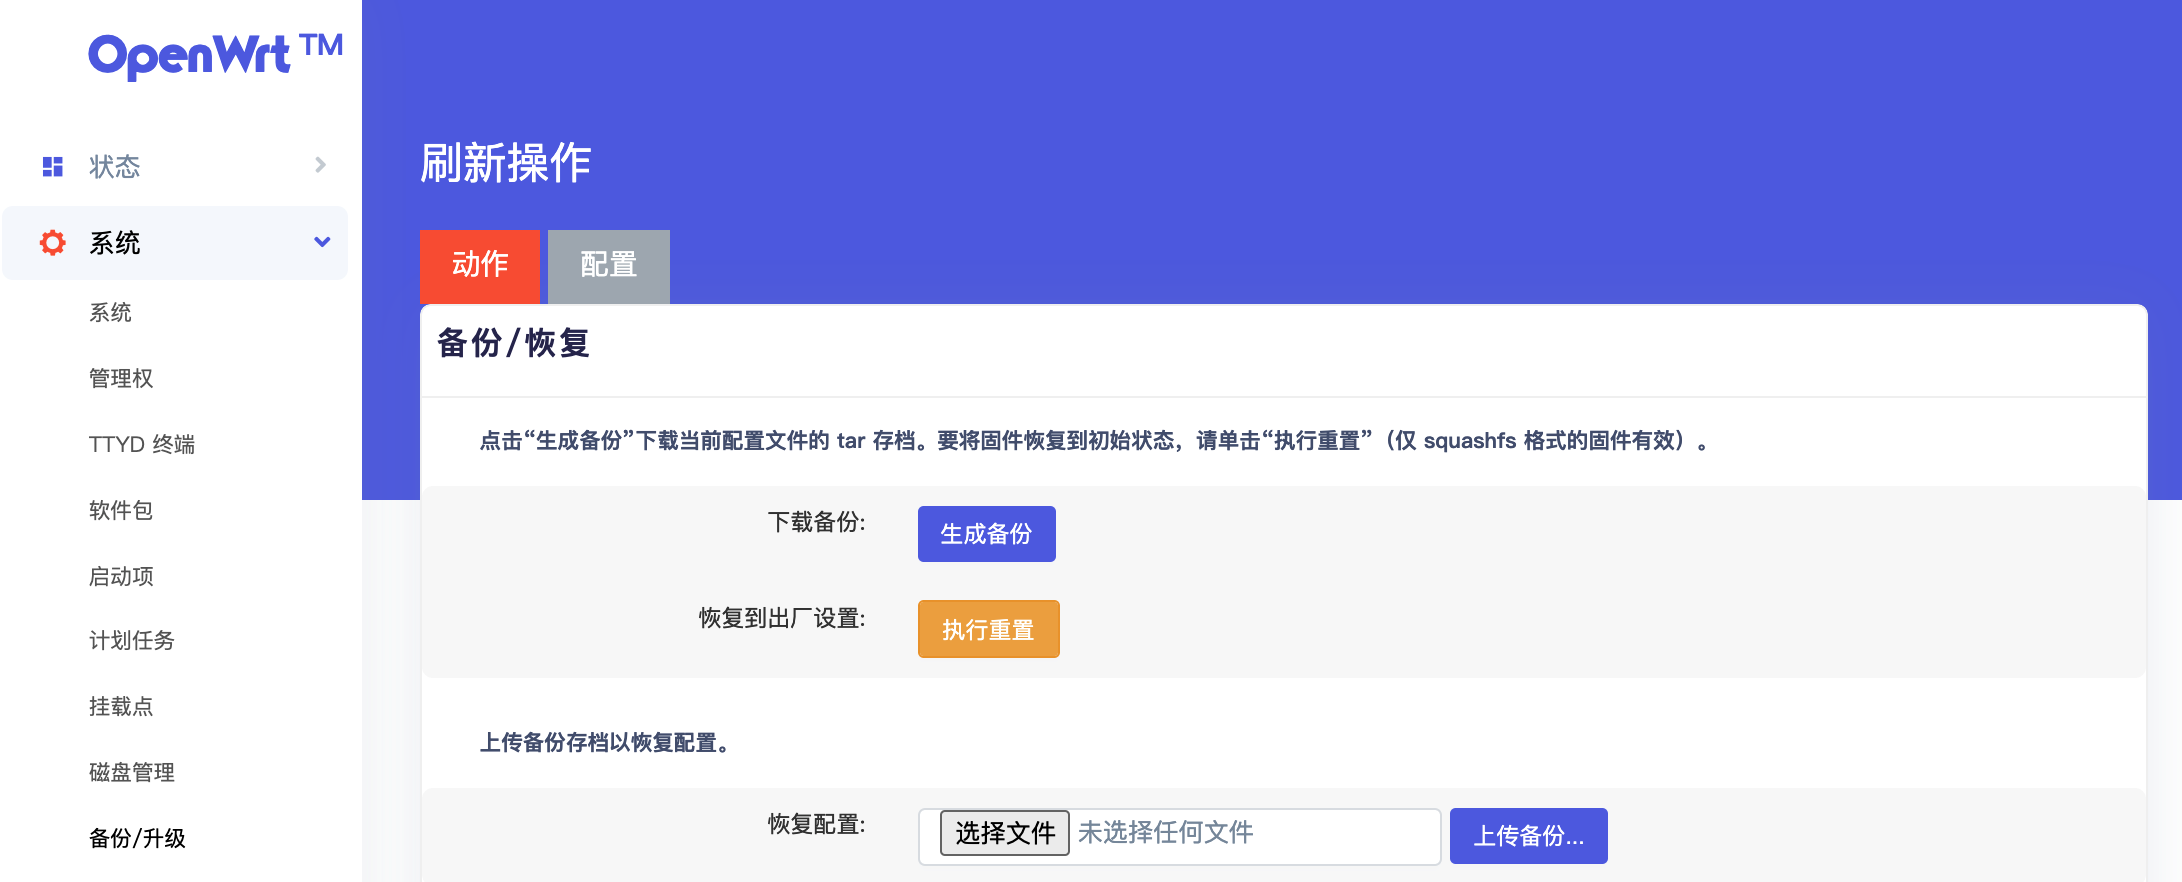 OpenWrt™
状态
系统
系统
管理权
TTYD 终端
软件包
启动项
计划任务
挂载点
磁盘管理
备份/升级
刷新操作
动作
配置
备份/恢复
点击“生成备份”下载当前配置文件的 tar 存档。要将固件恢复到初始状态，请单击“执行重置”（仅 squashfs 格式的固件有效）。
下载备份: 生成备份
恢复到出厂设置: 执行重置
上传备份存档以恢复配置。
恢复配置: 选择文件 未选择任何文件 上传备份...